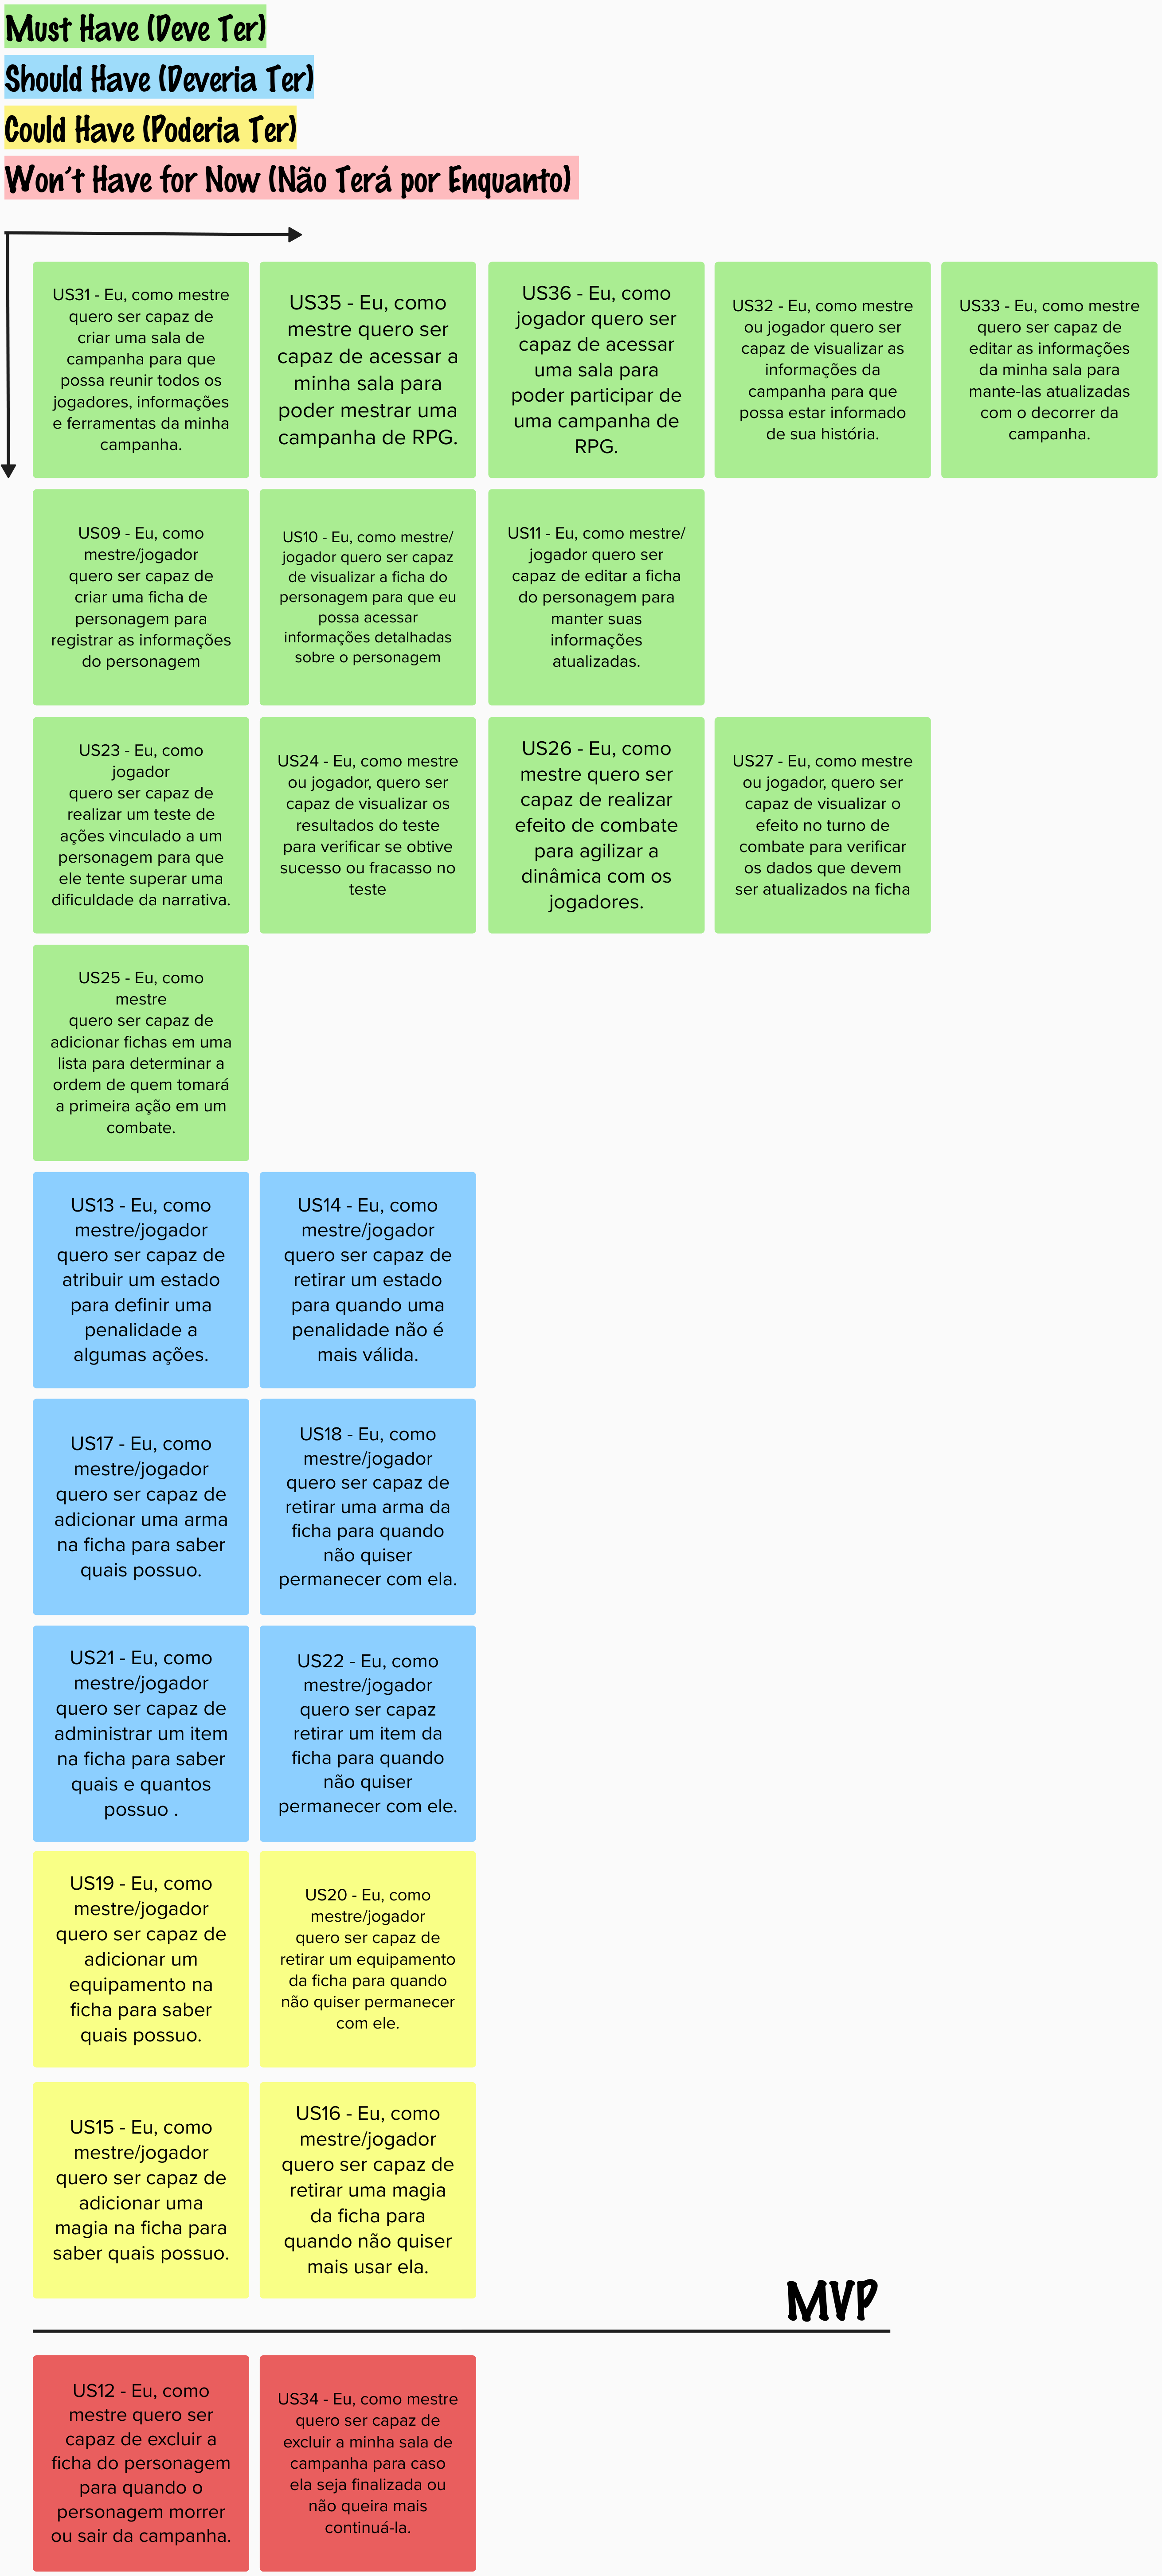 Must Have (Deve Ter)
Should Have (Deveria Ter)
Could Have (Poderia Ter)
Won't Have for Now (Não Terá por Enquanto)
US31 - Eu, como mestre
quero ser capaz de
criar uma sala de
campanha para que
possa reunir todos os
jogadores, informações
e ferramentas da minha
campanha.
US35 - Eu, como
mestre quero ser
capaz de acessar a
minha sala para
poder mestrar uma
campanha de RPG.
US36 - Eu, como
jogador quero ser
capaz de acessar
uma sala para
poder participar de
uma campanha de
RPG.
US32 - Eu, como mestre
ou jogador quero ser
capaz de visualizar as
informações da
campanha para que
possa estar informado
de sua história.
US33 - Eu, como mestre
quero ser capaz de
editar as informações
da minha sala para
mante-las atualizadas
com o decorrer da
campanha.
US09 - Eu, como
mestre/jogador
quero ser capaz de
criar uma ficha de
personagem para
registrar as informações
do personagem
US10 - Eu, como mestre/
jogador quero ser capaz
de visualizar a ficha do
personagem para que eu
possa acessar
informações detalhadas
sobre o personagem
US11 - Eu, como mestre/
jogador quero ser
capaz de editar a ficha
do personagem para
manter suas
informações
atualizadas.
US23 - Eu, como
jogador
quero ser capaz de
realizar um teste de
ações vinculado a um
personagem para que
ele tente superar uma
dificuldade da narrativa.
US24 - Eu, como mestre
ou jogador, quero ser
capaz de visualizar os
resultados do teste
para verificar se obtive
sucesso ou fracasso no
teste
US26 - Eu, como
mestre quero ser
capaz de realizar
efeito de combate
para agilizar a
dinâmica com os
jogadores.
US27 - Eu, como mestre
ou jogador, quero ser
capaz de visualizar o
efeito no turno de
combate para verificar
os dados que devem
ser atualizados na ficha
US25 - Eu, como
mestre
quero ser capaz de
adicionar fichas em uma
lista para determinar a
ordem de quem tomará
a primeira ação em um
combate.
US13 - Eu, como
mestre/jogador
quero ser capaz de
atribuir um estado
para definir uma
penalidade a
algumas ações.
US14 - Eu, como
mestre/jogador
quero ser capaz de
retirar um estado
para quando uma
penalidade não é
mais válida.
US17 - Eu, como
mestre/jogador
quero ser capaz de
adicionar uma arma
na ficha para saber
quais possuo.
US18 - Eu, como
mestre/jogador
quero ser capaz de
retirar uma arma da
ficha para quando
não quiser
permanecer com ela.
US21 - Eu, como
mestre/jogador
quero ser capaz de
administrar um item
na ficha para saber
quais e quantos
possuo .
US22 - Eu, como
mestre/jogador
quero ser capaz
retirar um item da
ficha para quando
não quiser
permanecer com ele.
US19 - Eu, como
mestre/jogador
quero ser capaz de
adicionar um
equipamento na
ficha para saber
quais possuo.
US20 - Eu, como
mestre/jogador
quero ser capaz de
retirar um equipamento
da ficha para quando
não quiser permanecer
com ele.
US15 - Eu, como
mestre/jogador
quero ser capaz de
adicionar uma
magia na ficha para
saber quais possuo.
US16 - Eu, como
mestre/jogador
quero ser capaz de
retirar uma magia
da ficha para
quando não quiser
mais usar ela.
MVP
US12 - Eu, como
mestre quero ser
capaz de excluir a
ficha do personagem
para quando o
personagem morrer
ou sair da campanha.
US34 - Eu, como mestre
quero ser capaz de
excluir a minha sala de
campanha para caso
ela seja finalizada ou
não queira mais
continuá-la.